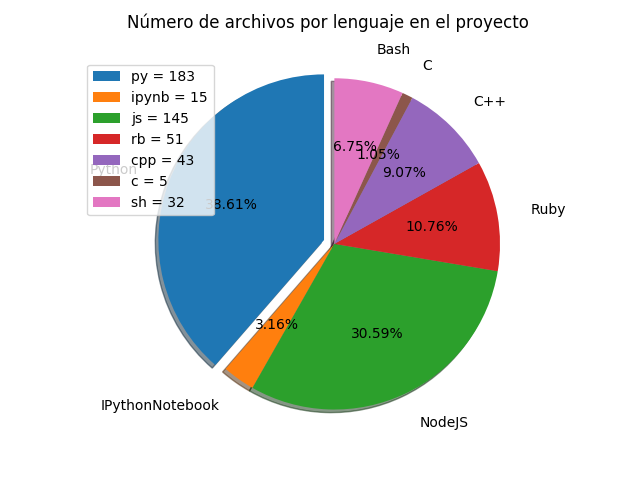 Número de archivos por lenguaje en el proyecto
py = 183
ipynb = 15
js = 145
rb = 51
cpp = 43
c = 5
sh = 32
Python
38.61%
IPythonNotebook
3.16%
NodeJS
30.59%
Ruby
10.76%
C++
9.07%
C
1.05%
Bash
6.75%